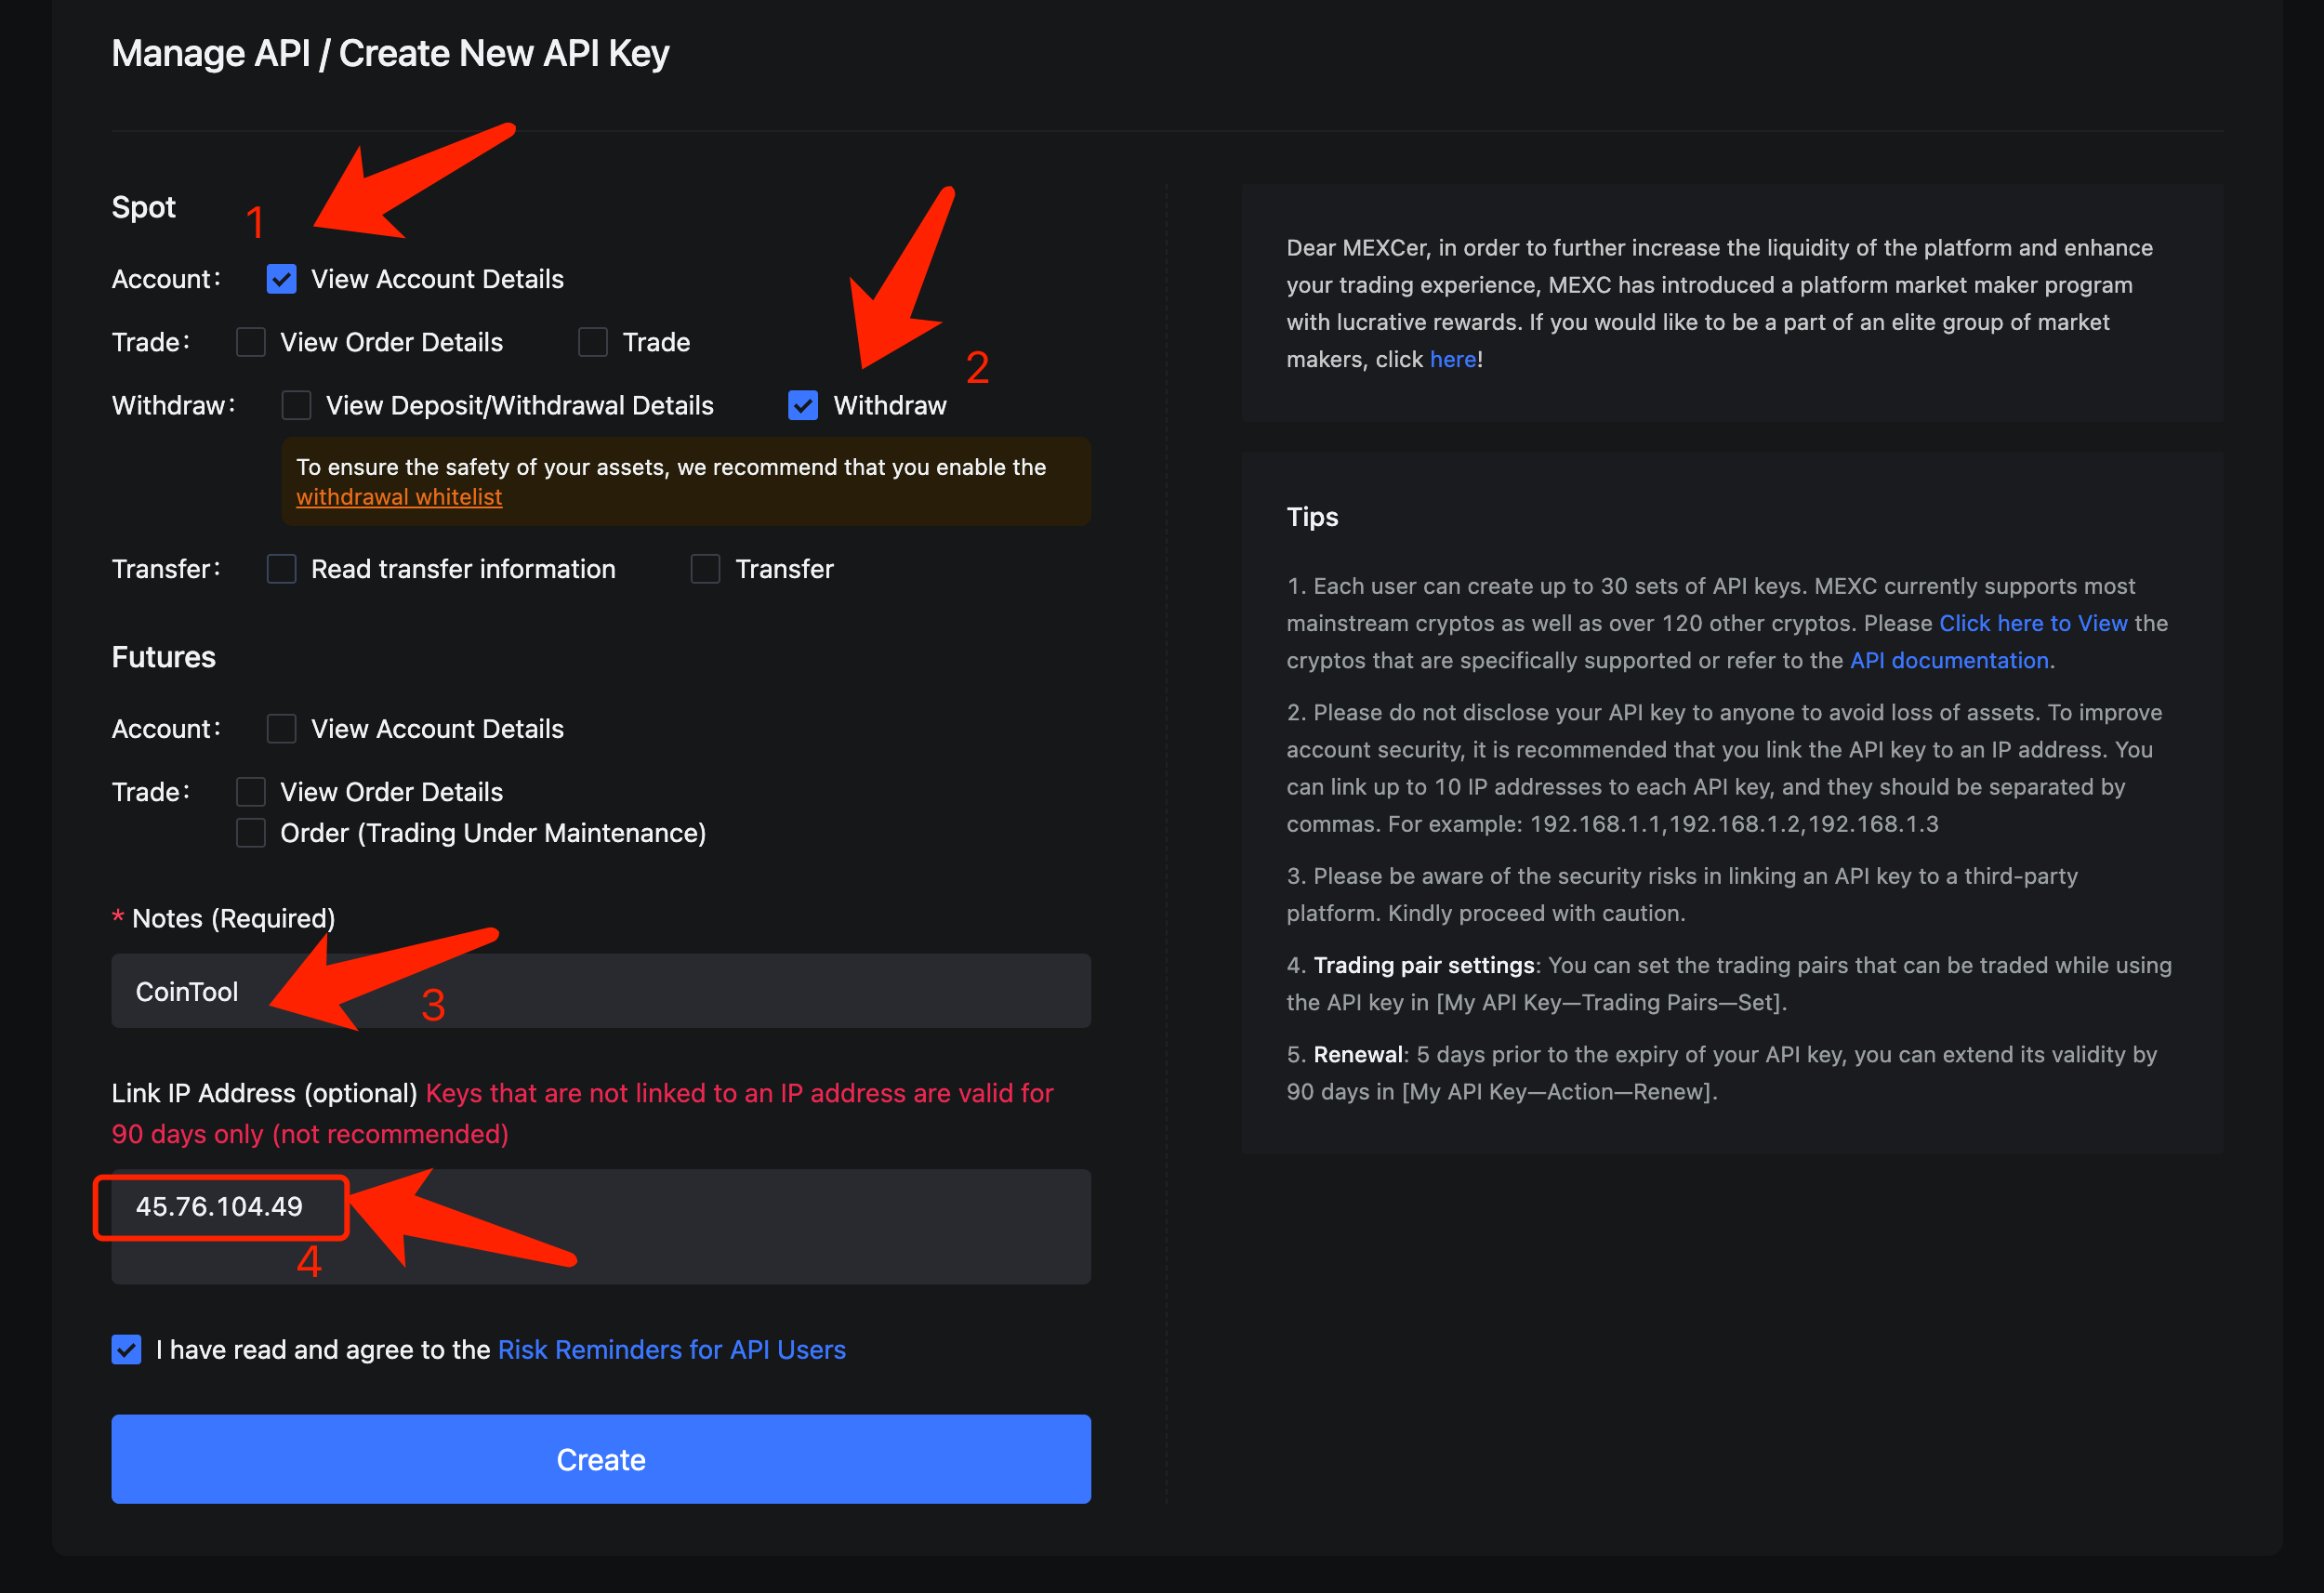 Manage API / Create New API Key
Spot
1
Account:
View Account Details
Trade:
View Order Details
Trade
2
Withdraw:
View Deposit/Withdrawal Details
Withdraw
To ensure the safety of your assets, we recommend that you enable the
withdrawal whitelist
Transfer:
Read transfer information
Transfer
Futures
Account:
View Account Details
Trade:
View Order Details
Order (Trading Under Maintenance)
* Notes (Required)
CoinTool
3
Link IP Address (optional) Keys that are not linked to an IP address are valid for
90 days only (not recommended)
45.76.104.49
4
I have read and agree to the Risk Reminders for API Users
Create
Dear MEXCer, in order to further increase the liquidity of the platform and enhance
your trading experience, MEXC has introduced a platform market maker program
with lucrative rewards. If you would like to be a part of an elite group of market
makers, click here!
Tips
1. Each user can create up to 30 sets of API keys. MEXC currently supports most
mainstream cryptos as well as over 120 other cryptos. Please Click here to View the
cryptos that are specifically supported or refer to the API documentation.
2. Please do not disclose your API key to anyone to avoid loss of assets. To improve
account security, it is recommended that you link the API key to an IP address. You
can link up to 10 IP addresses to each API key, and they should be separated by
commas. For example: 192.168.1.1,192.168.1.2,192.168.1.3
3. Please be aware of the security risks in linking an API key to a third-party
platform. Kindly proceed with caution.
4. Trading pair settings: You can set the trading pairs that can be traded while using
the API key in [My API Key—Trading Pairs—Set].
5. Renewal: 5 days prior to the expiry of your API key, you can extend its validity by
90 days in [My API Key—Action—Renew].